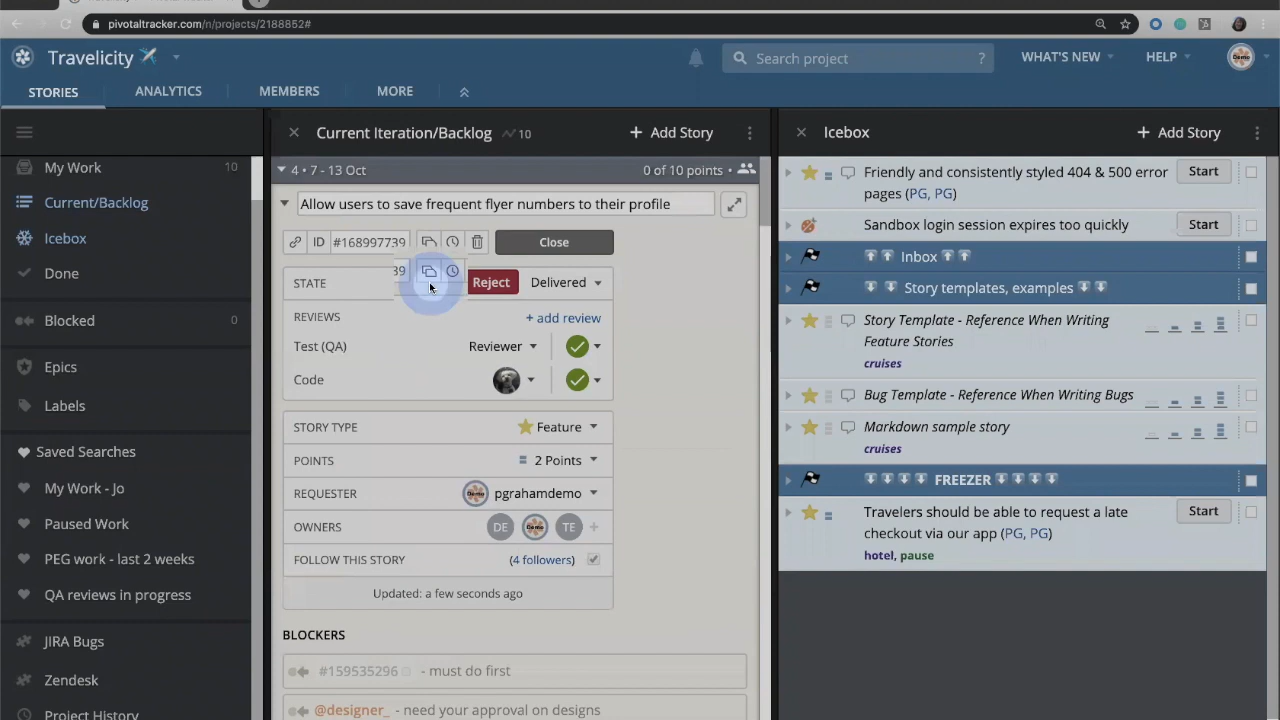 pivotaltracker.com/n/projects/2188852#
Travelicity
Search project ?
WHAT'S NEW
HELP
Demo
STORIES
ANALYTICS
MEMBERS
MORE
My Work 10
Current/Backlog
Icebox
Done
Blocked 0
Epics
Labels
Saved Searches
My Work - Jo
Paused Work
PEG work - last 2 weeks
QA reviews in progress
JIRA Bugs
Zendesk
Project History
Current Iteration/Backlog 10
+ Add Story
4 • 7 - 13 Oct
0 of 10 points •
Allow users to save frequent flyer numbers to their profile
ID #168997739
Close
39
STATE
Reject
Delivered
REVIEWS
+ add review
Test (QA)
Reviewer
Code
STORY TYPE
Feature
POINTS
2 Points
REQUESTER
Demo
pgrahamdemo
OWNERS
DE
Demo
TE
+
FOLLOW THIS STORY
(4 followers)
Updated: a few seconds ago
BLOCKERS
#159535296 - must do first
@designer_ - need your approval on designs
Icebox
+ Add Story
Friendly and consistently styled 404 & 500 error
pages (PG, PG)
Start
Sandbox login session expires too quickly
Start
Inbox
Story templates, examples
Story Template - Reference When Writing
Feature Stories
cruises
Bug Template - Reference When Writing Bugs
Markdown sample story
cruises
FREEZER
Travelers should be able to request a late
checkout via our app (PG, PG)
hotel, pause
Start